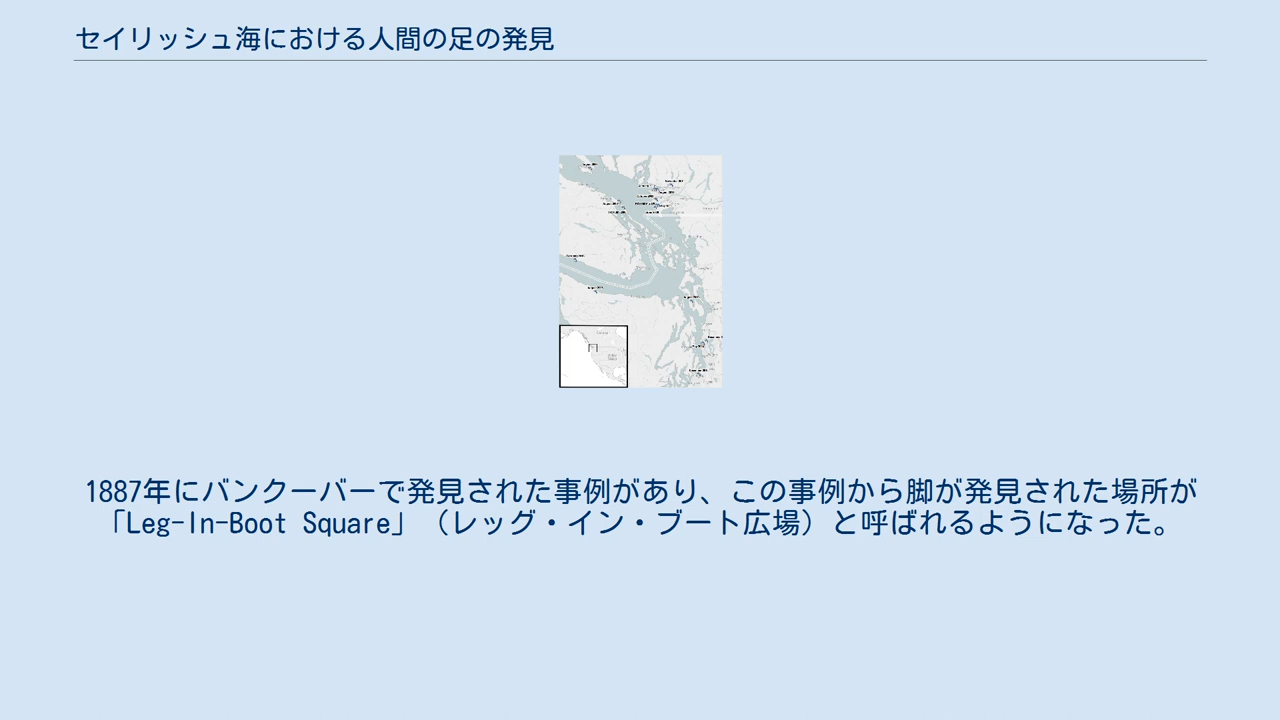 セイリッシュ海における人間の足の発見
1887年にバンクーバーで発見された事例があり、この事例から脚が発見された場所が
「Leg-In-Boot Square」（レッグ・イン・ブート広場）と呼ばれるようになった。